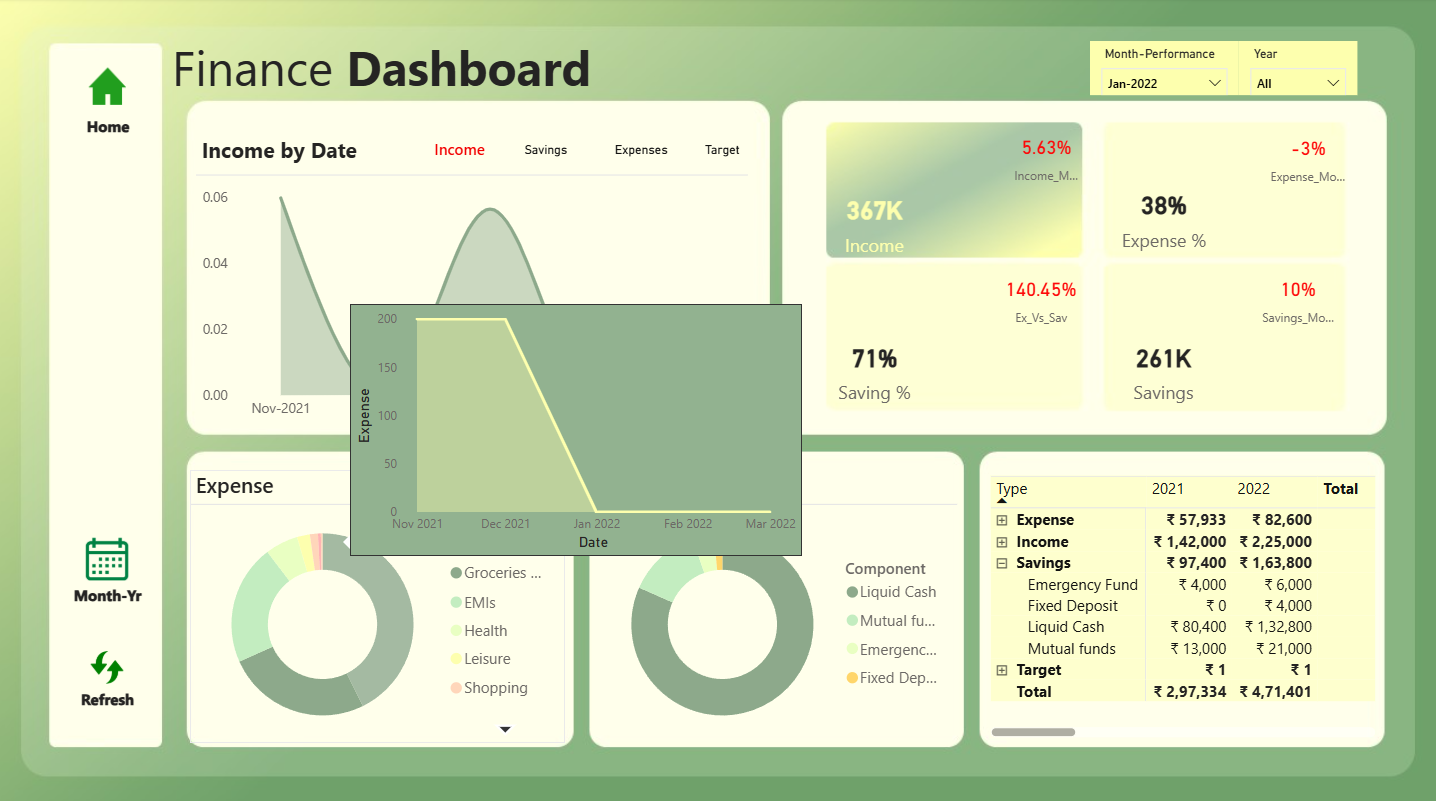 Finance Dashboard
Month-Performance
Year
Jan-2022
All
Home
Month-Yr
Refresh
Income by Date
Income
Savings
Expenses
Target
0.06
0.04
0.02
0.00
Nov-2021
5.63%
Income_M...
367K
Income
-3%
Expense_Mo...
38%
Expense %
140.45%
Ex_Vs_Sav
71%
Saving %
10%
Savings_Mo...
261K
Savings
200
150
100
50
0
Expense
Nov 2021 Dec 2021 Jan 2022 Feb 2022 Mar 2022
Date
Expense
Groceries ...
EMIs
Health
Leisure
Shopping
Component
Liquid Cash
Mutual fu...
Emergenc...
Fixed Dep...
Type 2021 2022 Total
Expense ₹ 57,933 ₹ 82,600
Income ₹ 1,42,000 ₹ 2,25,000
Savings ₹ 97,400 ₹ 1,63,800
Emergency Fund ₹ 4,000 ₹ 6,000
Fixed Deposit ₹ 0 ₹ 4,000
Liquid Cash ₹ 80,400 ₹ 1,32,800
Mutual funds ₹ 13,000 ₹ 21,000
Target ₹ 1 ₹ 1
Total ₹ 2,97,334 ₹ 4,71,401